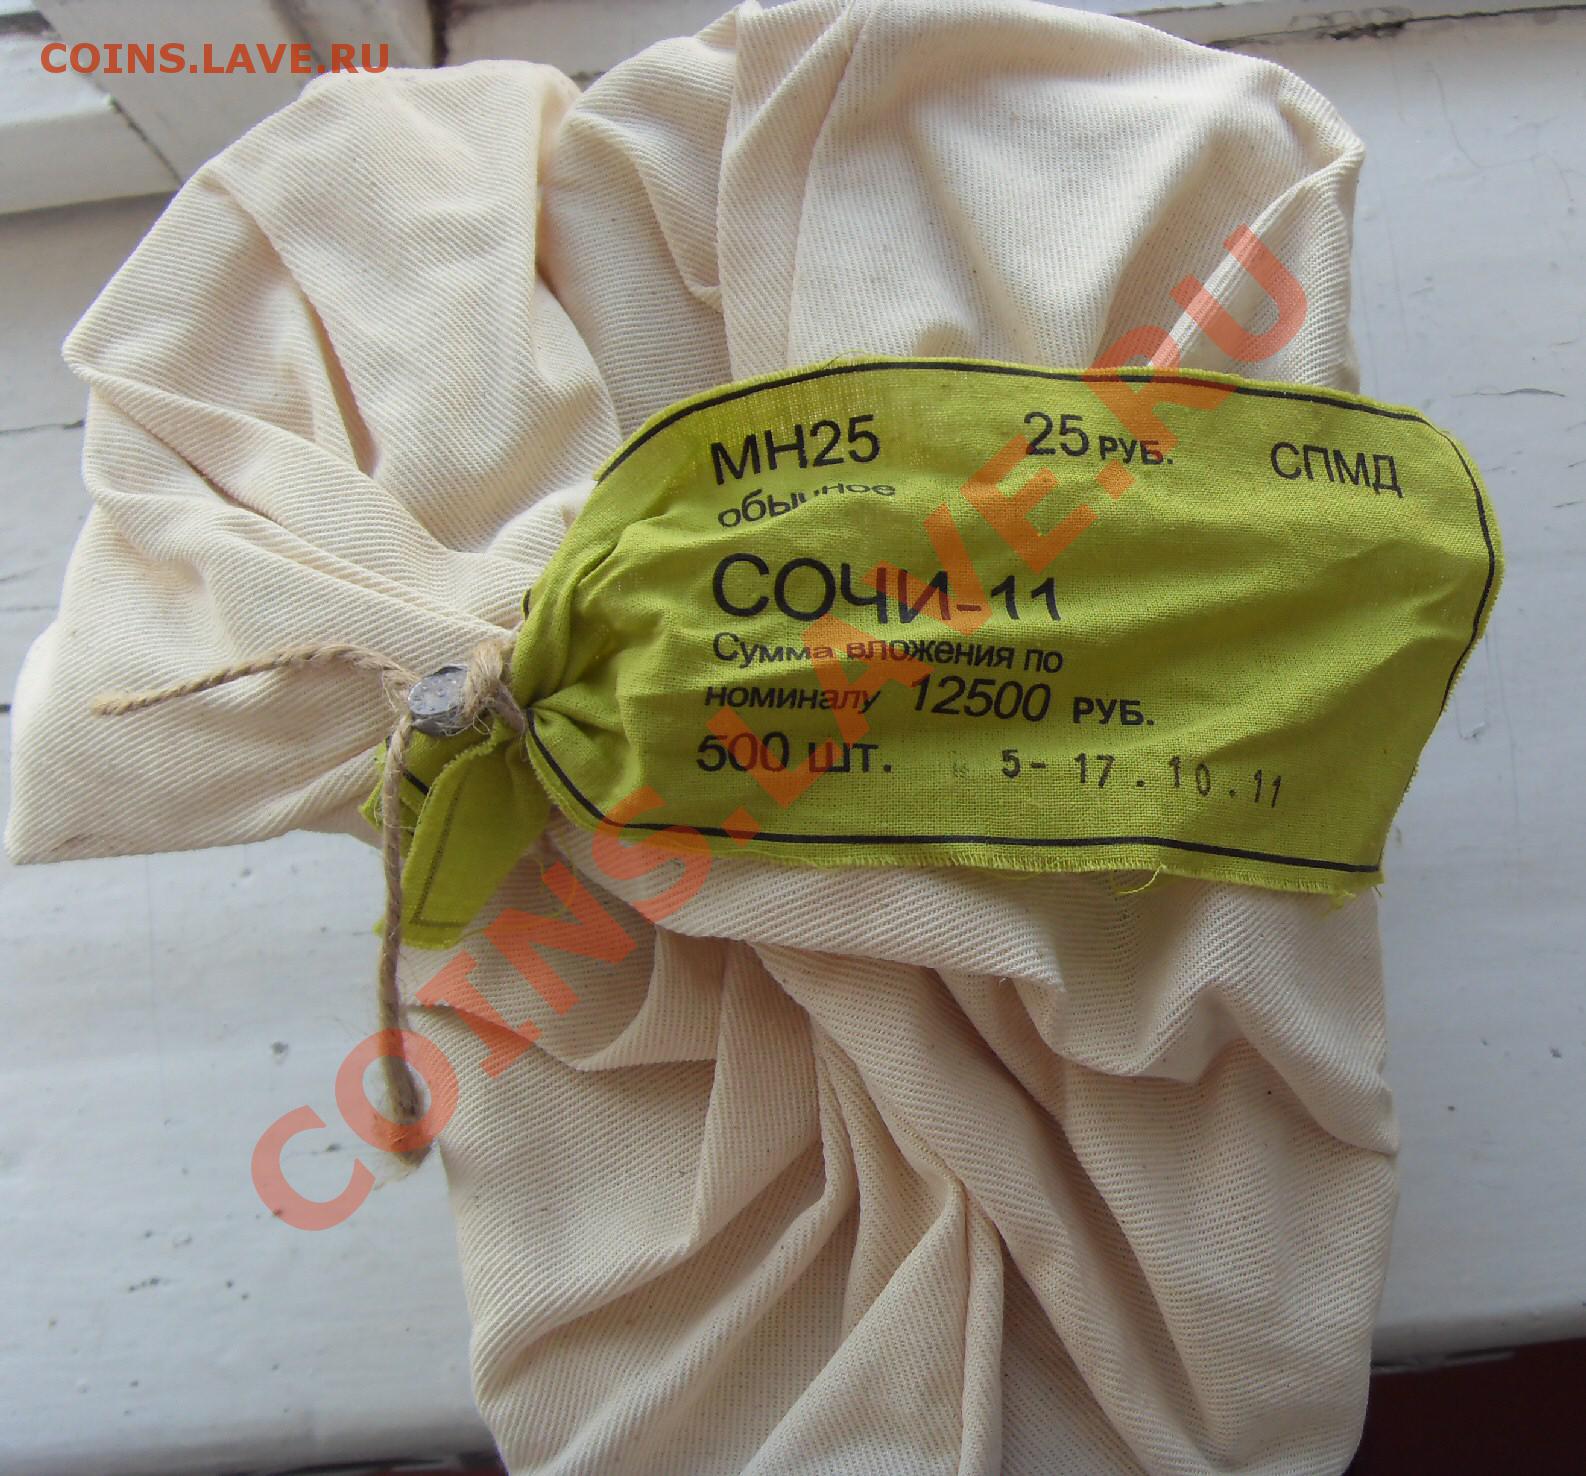 COINS.LAVE.RU
МН25 25 РУБ. СПМД
обычное
СОЧИ-11
Сумма вложения по
номиналу 12500 РУБ.
500 шт. 5- 17.10.11
COINS.LAVE.RU